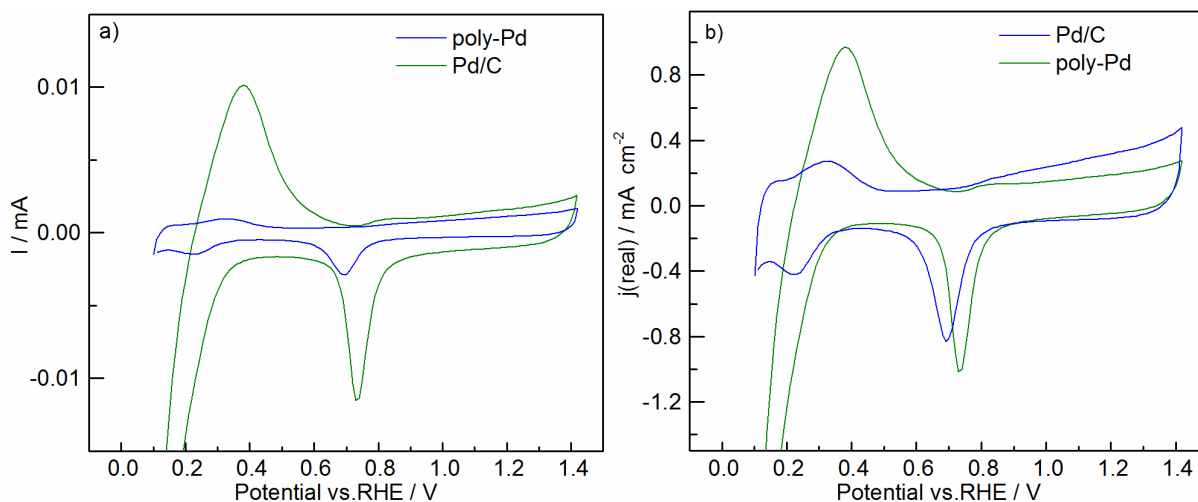 a)
poly-Pd
Pd/C
0.01
0.00
-0.01
I / mA
0.0 0.2 0.4 0.6 0.8 1.0 1.2 1.4
Potential vs.RHE / V
b)
Pd/C
poly-Pd
0.8
0.4
0.0
-0.4
-0.8
-1.2
j(real) / mA cm-2
0.0 0.2 0.4 0.6 0.8 1.0 1.2 1.4
Potential vs.RHE / V